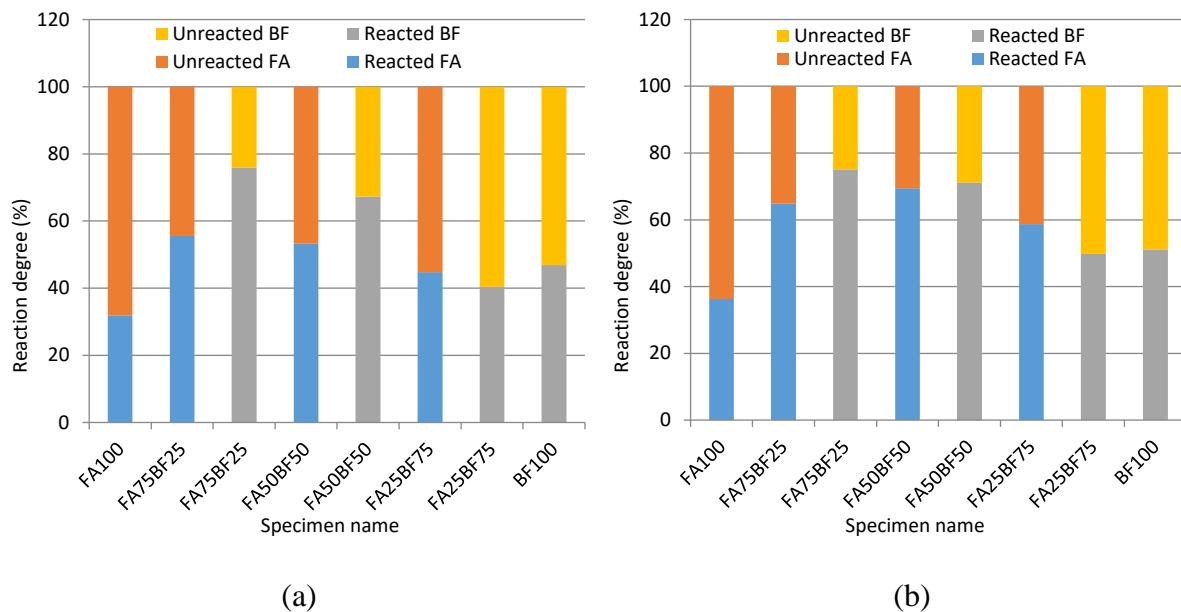 120
100
80
60
40
20
0
Reaction degree (%)
Unreacted BF
Reacted BF
Unreacted FA
Reacted FA
FA100
FA75BF25
FA75BF25
FA50BF50
FA50BF50
FA25BF75
FA25BF75
BF100
Specimen name
(a)
120
100
80
60
40
20
0
Reaction degree (%)
Unreacted BF
Reacted BF
Unreacted FA
Reacted FA
FA100
FA75BF25
FA75BF25
FA50BF50
FA50BF50
FA25BF75
FA25BF75
BF100
Specimen name
(b)